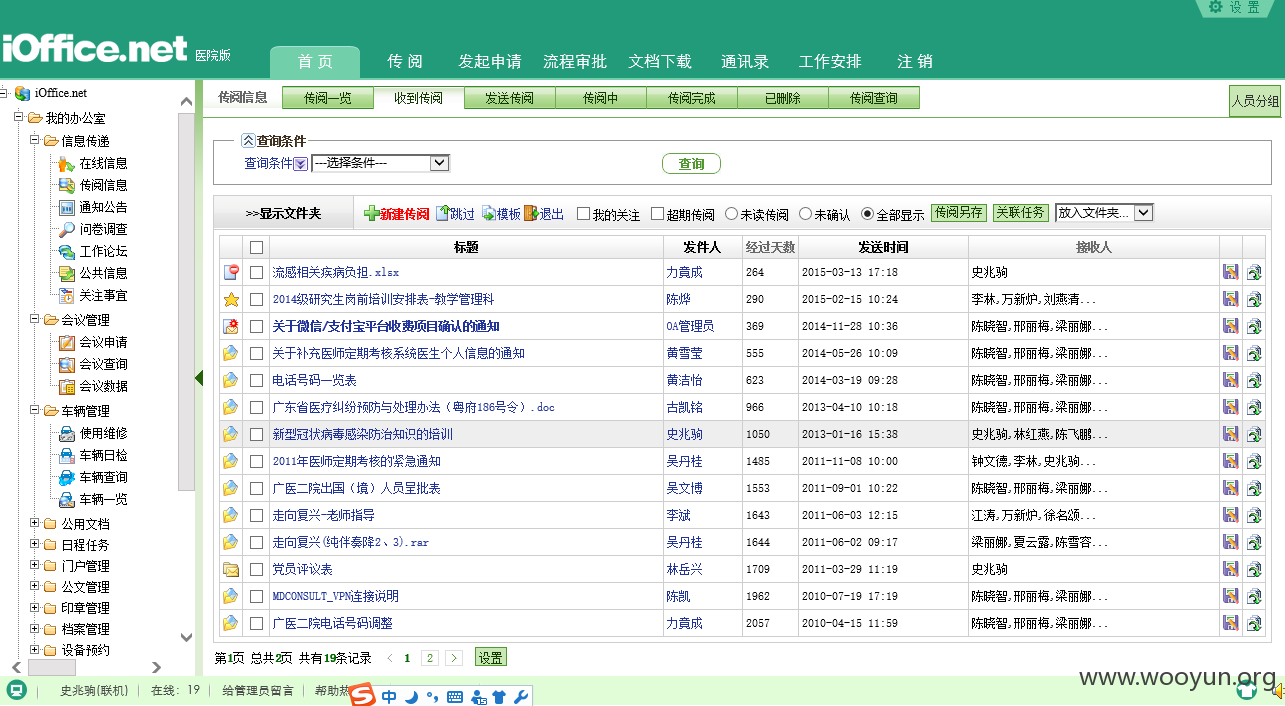 设 置
iOffice.net 医院版
首 页 传 阅 发起申请 流程审批 文档下载 通讯录 工作安排 注 销
iOffice.net
我的办公室
信息传递
在线信息
传阅信息
通知公告
问卷调查
工作论坛
公共信息
关注事宜
会议管理
会议申请
会议查询
会议数据
车辆管理
使用维修
车辆日检
车辆查询
车辆一览
公用文档
日程任务
门户管理
公文管理
印章管理
档案管理
设备预约
传阅信息 传阅一览 收到传阅 发送传阅 传阅中 传阅完成 已删除 传阅查询 人员分组
查询条件
查询条件 ---选择条件--- 查询
>>显示文件夹 新建传阅 跳过 模板 退出 我的关注 超期传阅 未读传阅 未确认 全部显示 传阅另存 关联任务 放入文件夹...
标题 发件人 经过天数 发送时间 接收人
流感相关疾病负担.xlsx 力竟成 264 2015-03-13 17:18 史兆驹
2014级研究生岗前培训安排表-教学管理科 陈烨 290 2015-02-15 10:24 李林,万新炉,刘燕清...
关于微信/支付宝平台收费项目确认的通知 OA管理员 369 2014-11-28 10:36 陈晓智,邢丽梅,梁丽娜...
关于补充医师定期考核系统医生个人信息的通知 黄雪莹 555 2014-05-26 10:09 陈晓智,邢丽梅,梁丽娜...
电话号码一览表 黄洁怡 623 2014-03-19 09:28 陈晓智,邢丽梅,梁丽娜...
广东省医疗纠纷预防与处理办法（粤府186号令）.doc 古凯铭 966 2013-04-10 10:18 陈晓智,邢丽梅,梁丽娜...
新型冠状病毒感染防治知识的培训 史兆驹 1050 2013-01-16 15:38 史兆驹,林红燕,陈飞鹏...
2011年医师定期考核的紧急通知 吴丹桂 1485 2011-11-08 10:00 钟文德,李林,史兆驹...
广医二院出国（境）人员呈批表 吴文博 1553 2011-09-01 10:22 陈晓智,邢丽梅,梁丽娜...
走向复兴-老师指导 李斌 1643 2011-06-03 12:15 江涛,万新炉,徐名颂...
走向复兴(纯伴奏降2、3).rar 吴丹桂 1644 2011-06-02 09:17 梁丽娜,夏云露,陈雪容...
党员评议表 林岳兴 1709 2011-03-29 11:19 史兆驹
MDCONSULT_VPN连接说明 陈凯 1962 2010-07-19 17:19 陈晓智,邢丽梅,梁丽娜...
广医二院电话号码调整 力竟成 2057 2010-04-15 11:59 陈晓智,邢丽梅,梁丽娜...
第1页 总共2页 共有19条记录 < 1 2 > 设置
史兆驹(联机) 在线: 19 给管理员留言 帮助热
中
www.wooyun.org